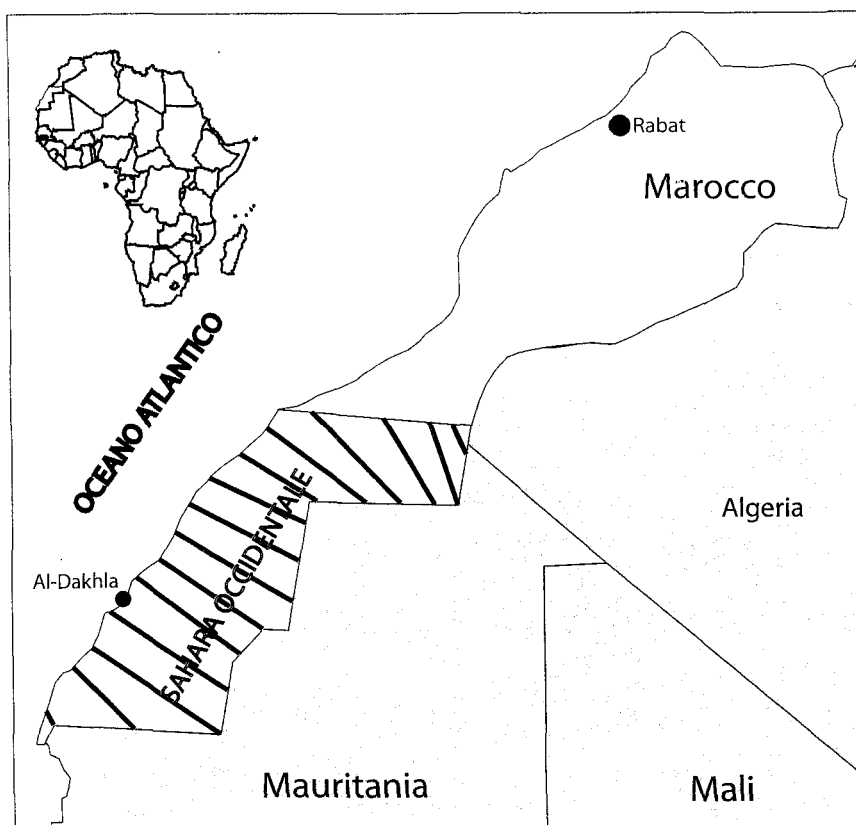 Rabat
Marocco
OCEANO ATLANTICO
Algeria
SAHARA OCCIDENTALE
Al-Dakhla
Mauritania
Mali